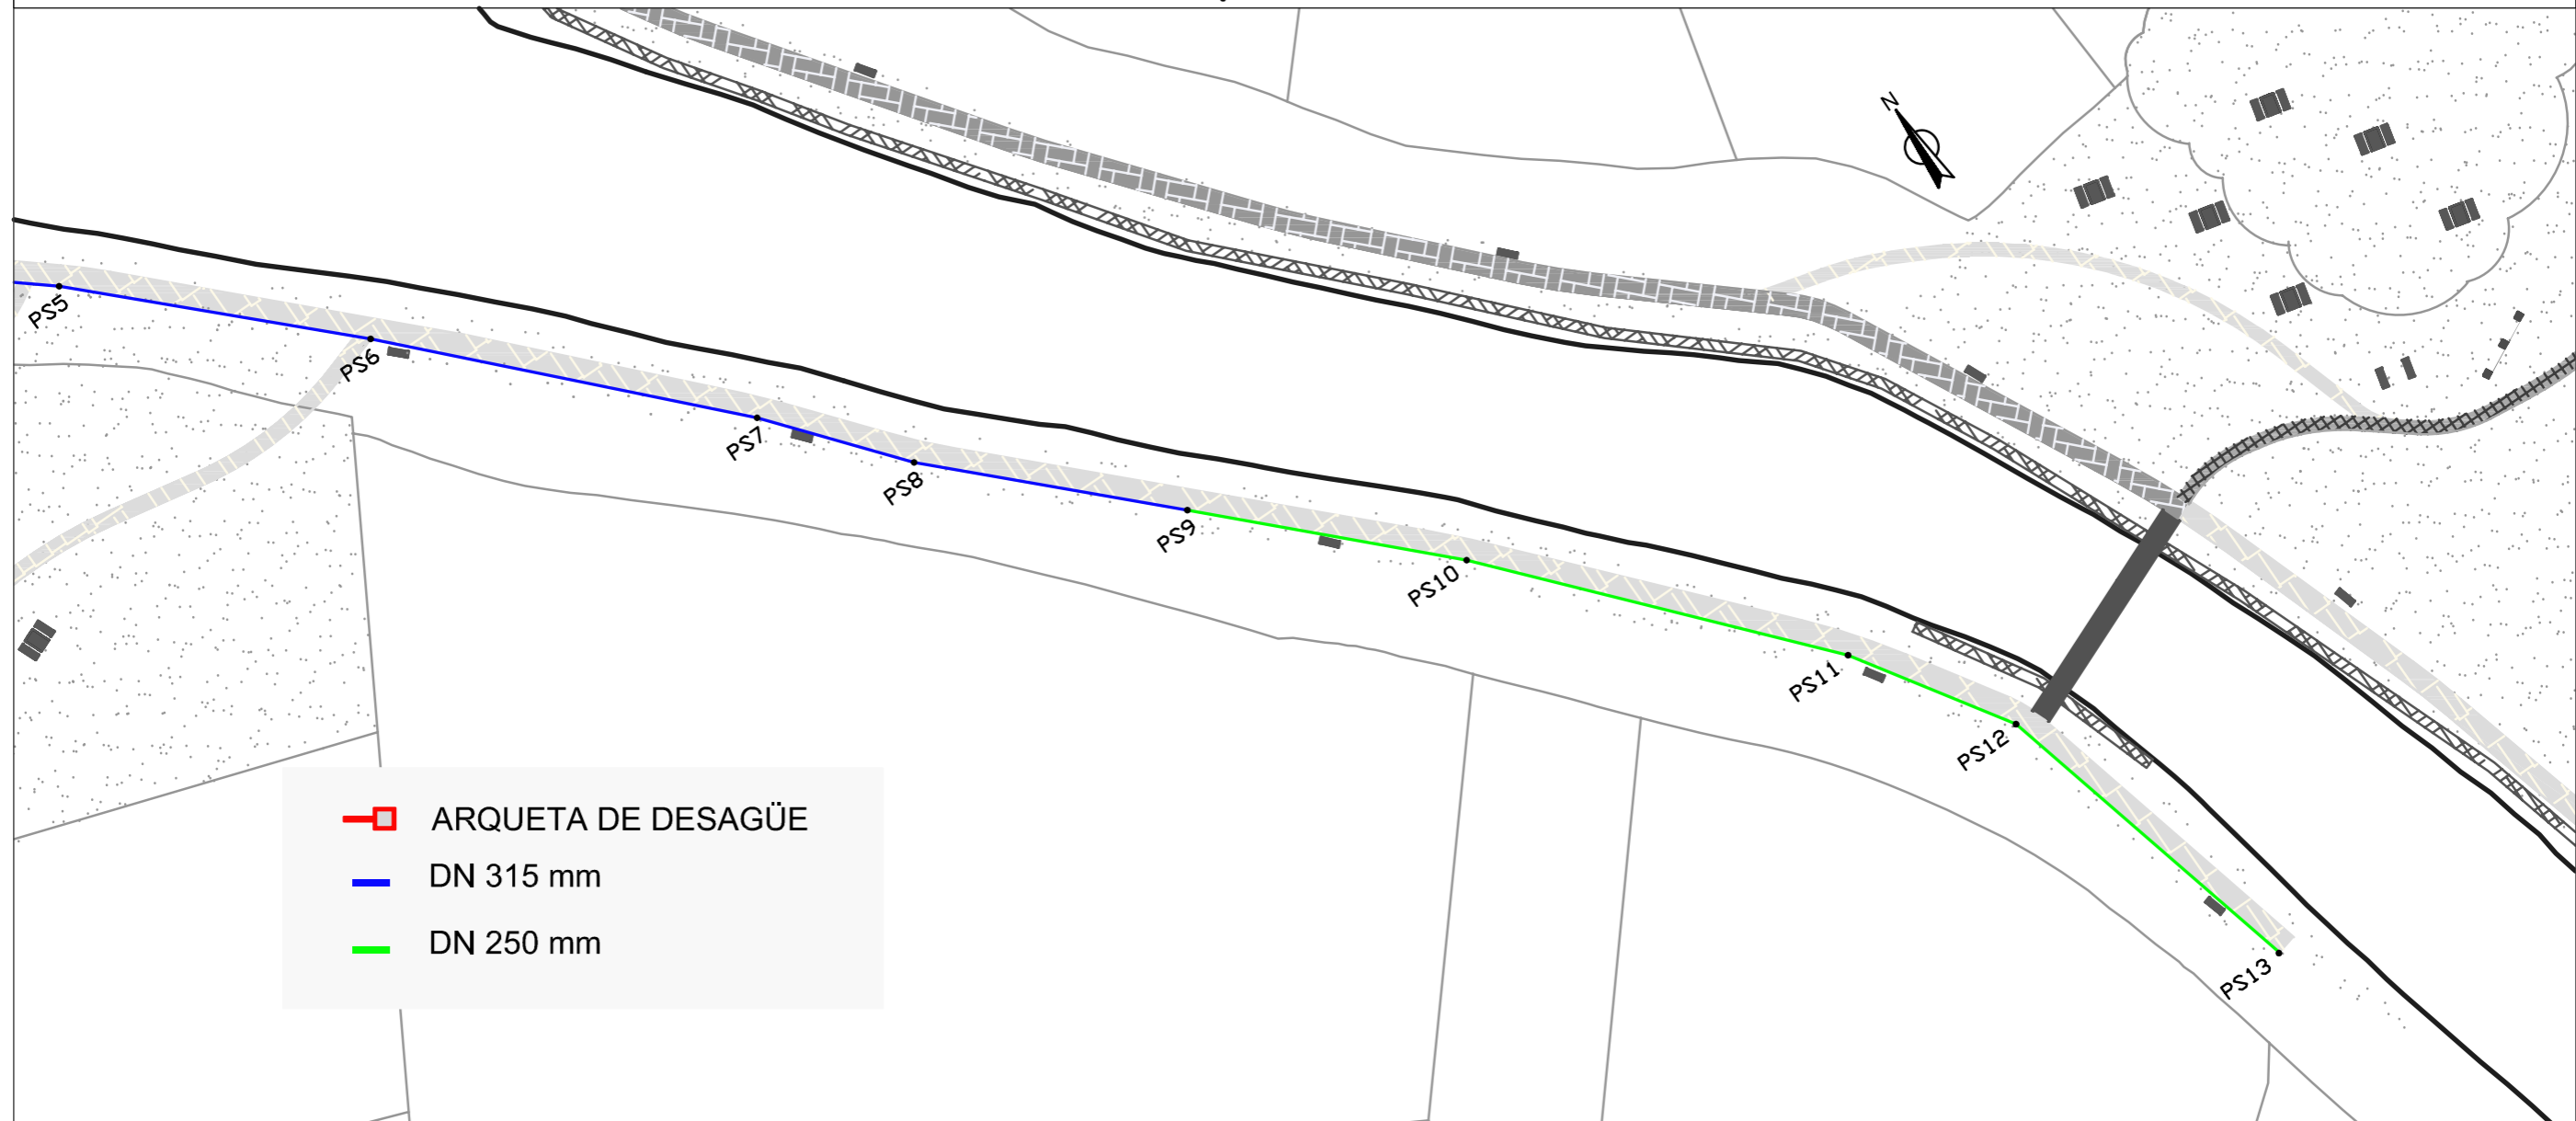 N
PS5
PS6
PS7
PS8
PS9
PS10
PS11
PS12
PS13
ARQUETA DE DESAGÜE
DN 315 mm
DN 250 mm